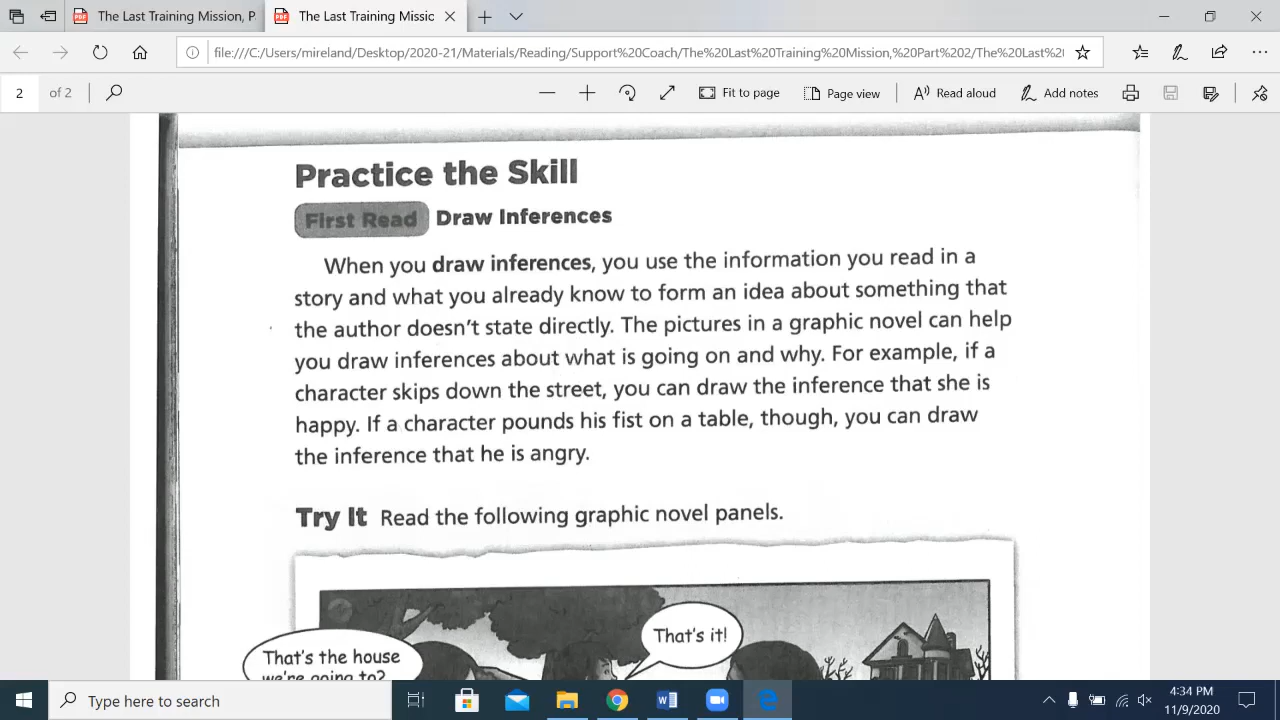 The Last Training Mission, P
The Last Training Missic
file:///C:/Users/mireland/Desktop/2020-21/Materials/Reading/Support%20Coach/The%20Last%20Training%20Mission,%20Part%202/The%20Last%2
2 of 2
Fit to page
Page view
Read aloud
Add notes
Practice the Skill
First Read Draw Inferences
When you draw inferences, you use the information you read in a
story and what you already know to form an idea about something that
the author doesn't state directly. The pictures in a graphic novel can help
you draw inferences about what is going on and why. For example, if a
character skips down the street, you can draw the inference that she is
happy. If a character pounds his fist on a table, though, you can draw
the inference that he is angry.
Try It Read the following graphic novel panels.
That's it!
That's the house
we're going to?
Type here to search
4:34 PM
11/9/2020